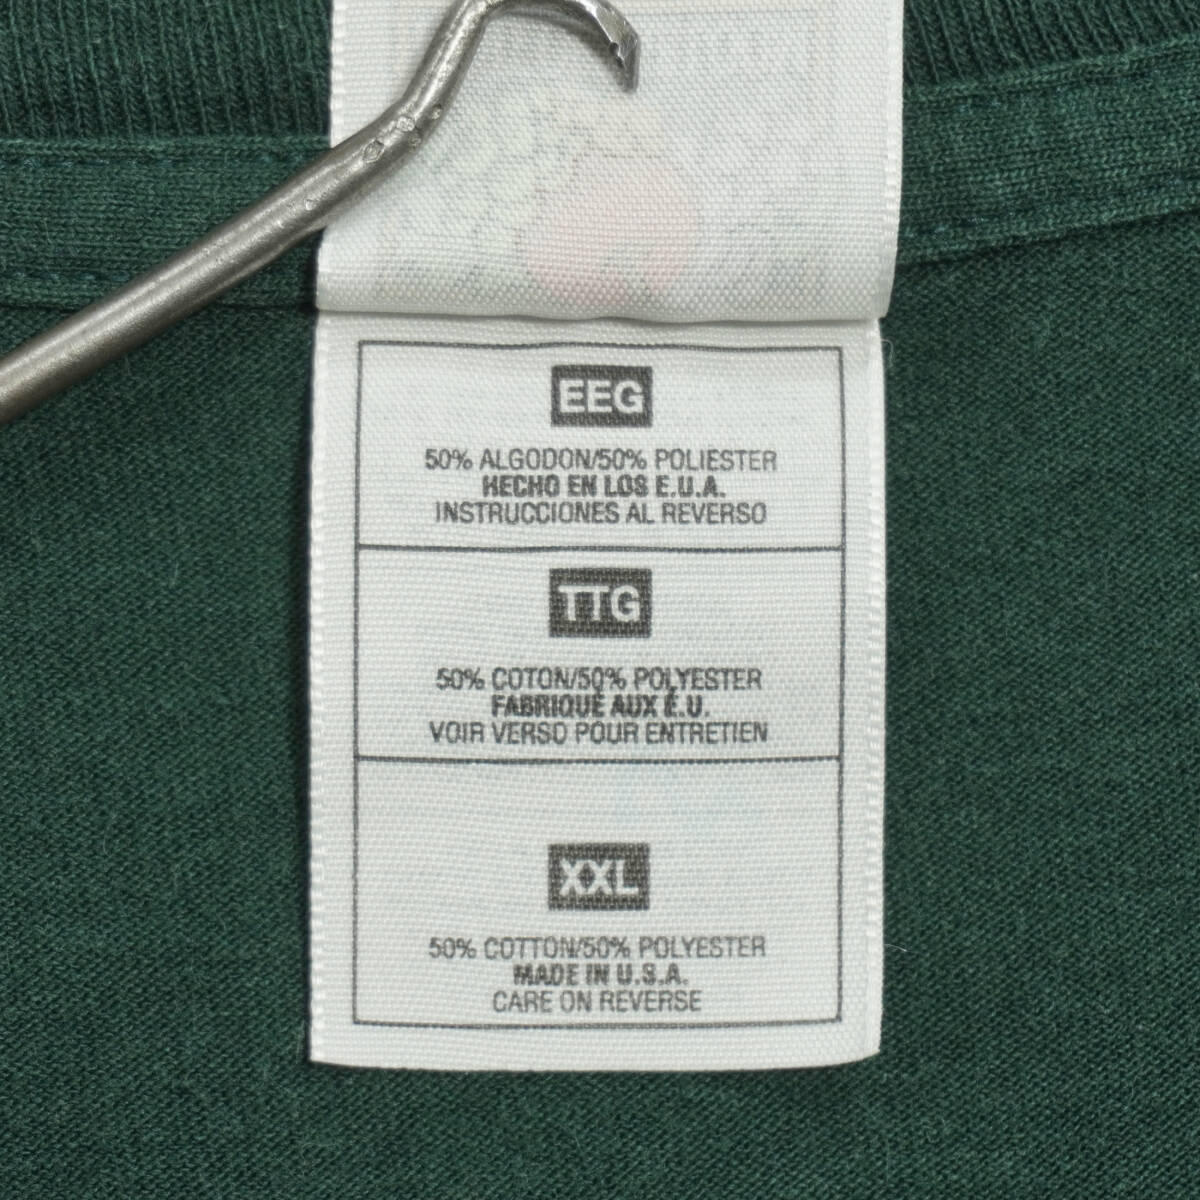 EEG
50% ALGODON/50% POLIESTER
HECHO EN LOS E.U.A.
INSTRUCCIONES AL REVERSO
TTG
50% COTON/50% POLYESTER
FABRIQUÉ AUX É.U.
VOIR VERSO POUR ENTRETIEN
XXL
50% COTTON/50% POLYESTER
MADE IN U.S.A.
CARE ON REVERSE